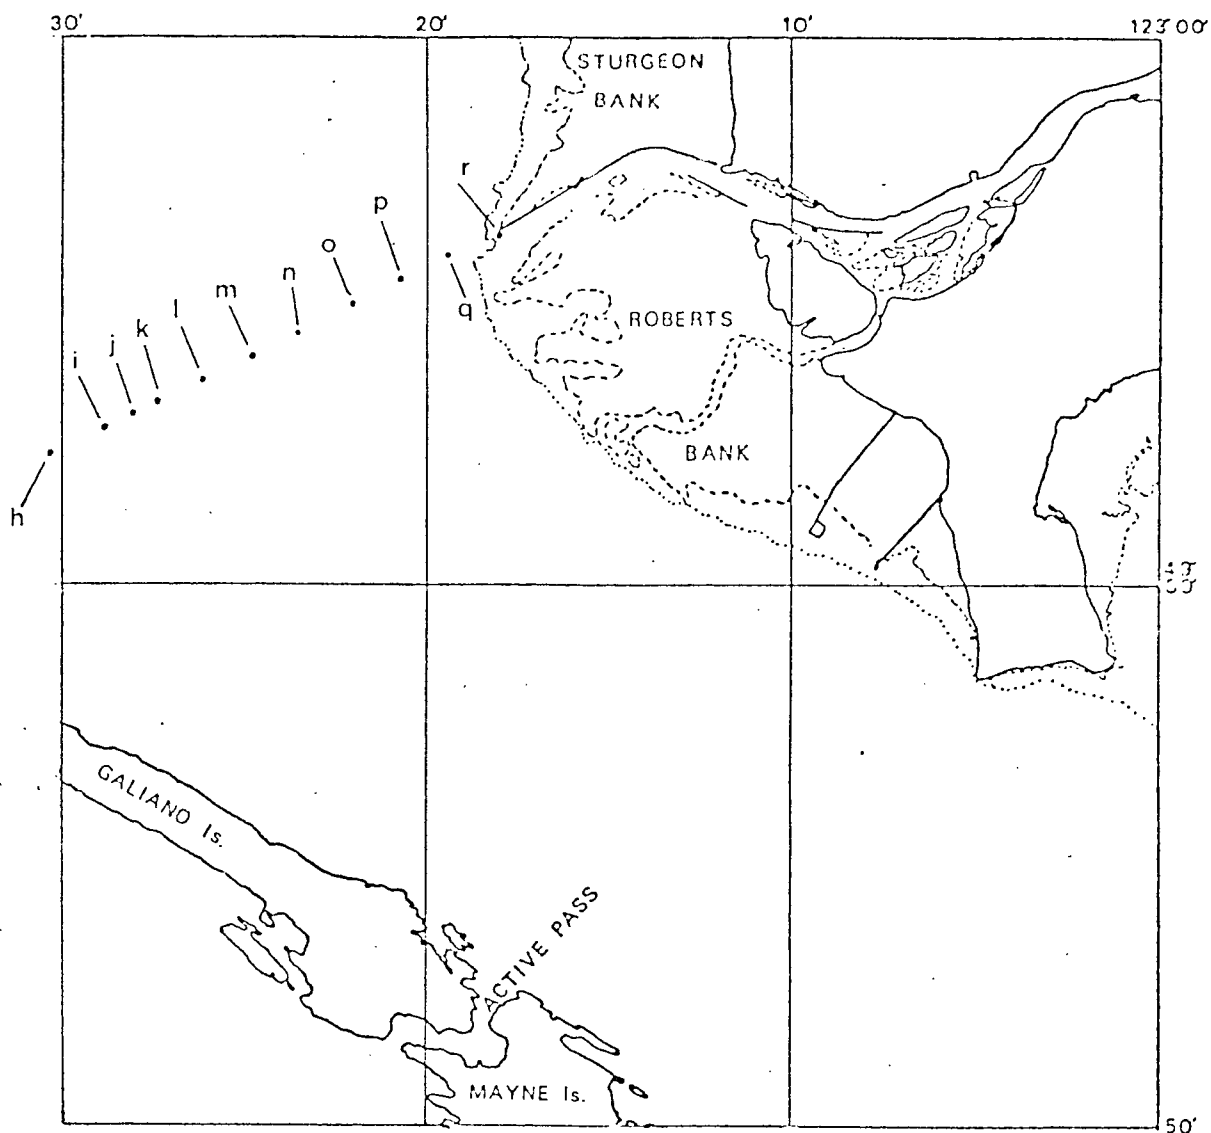 30' 20' 10' 123°00'
STURGEON
BANK
r
p
o
n
m
l
k
j
i
q
h
ROBERTS
BANK
GALIANO Is.
ACTIVE PASS
MAYNE Is.
50'